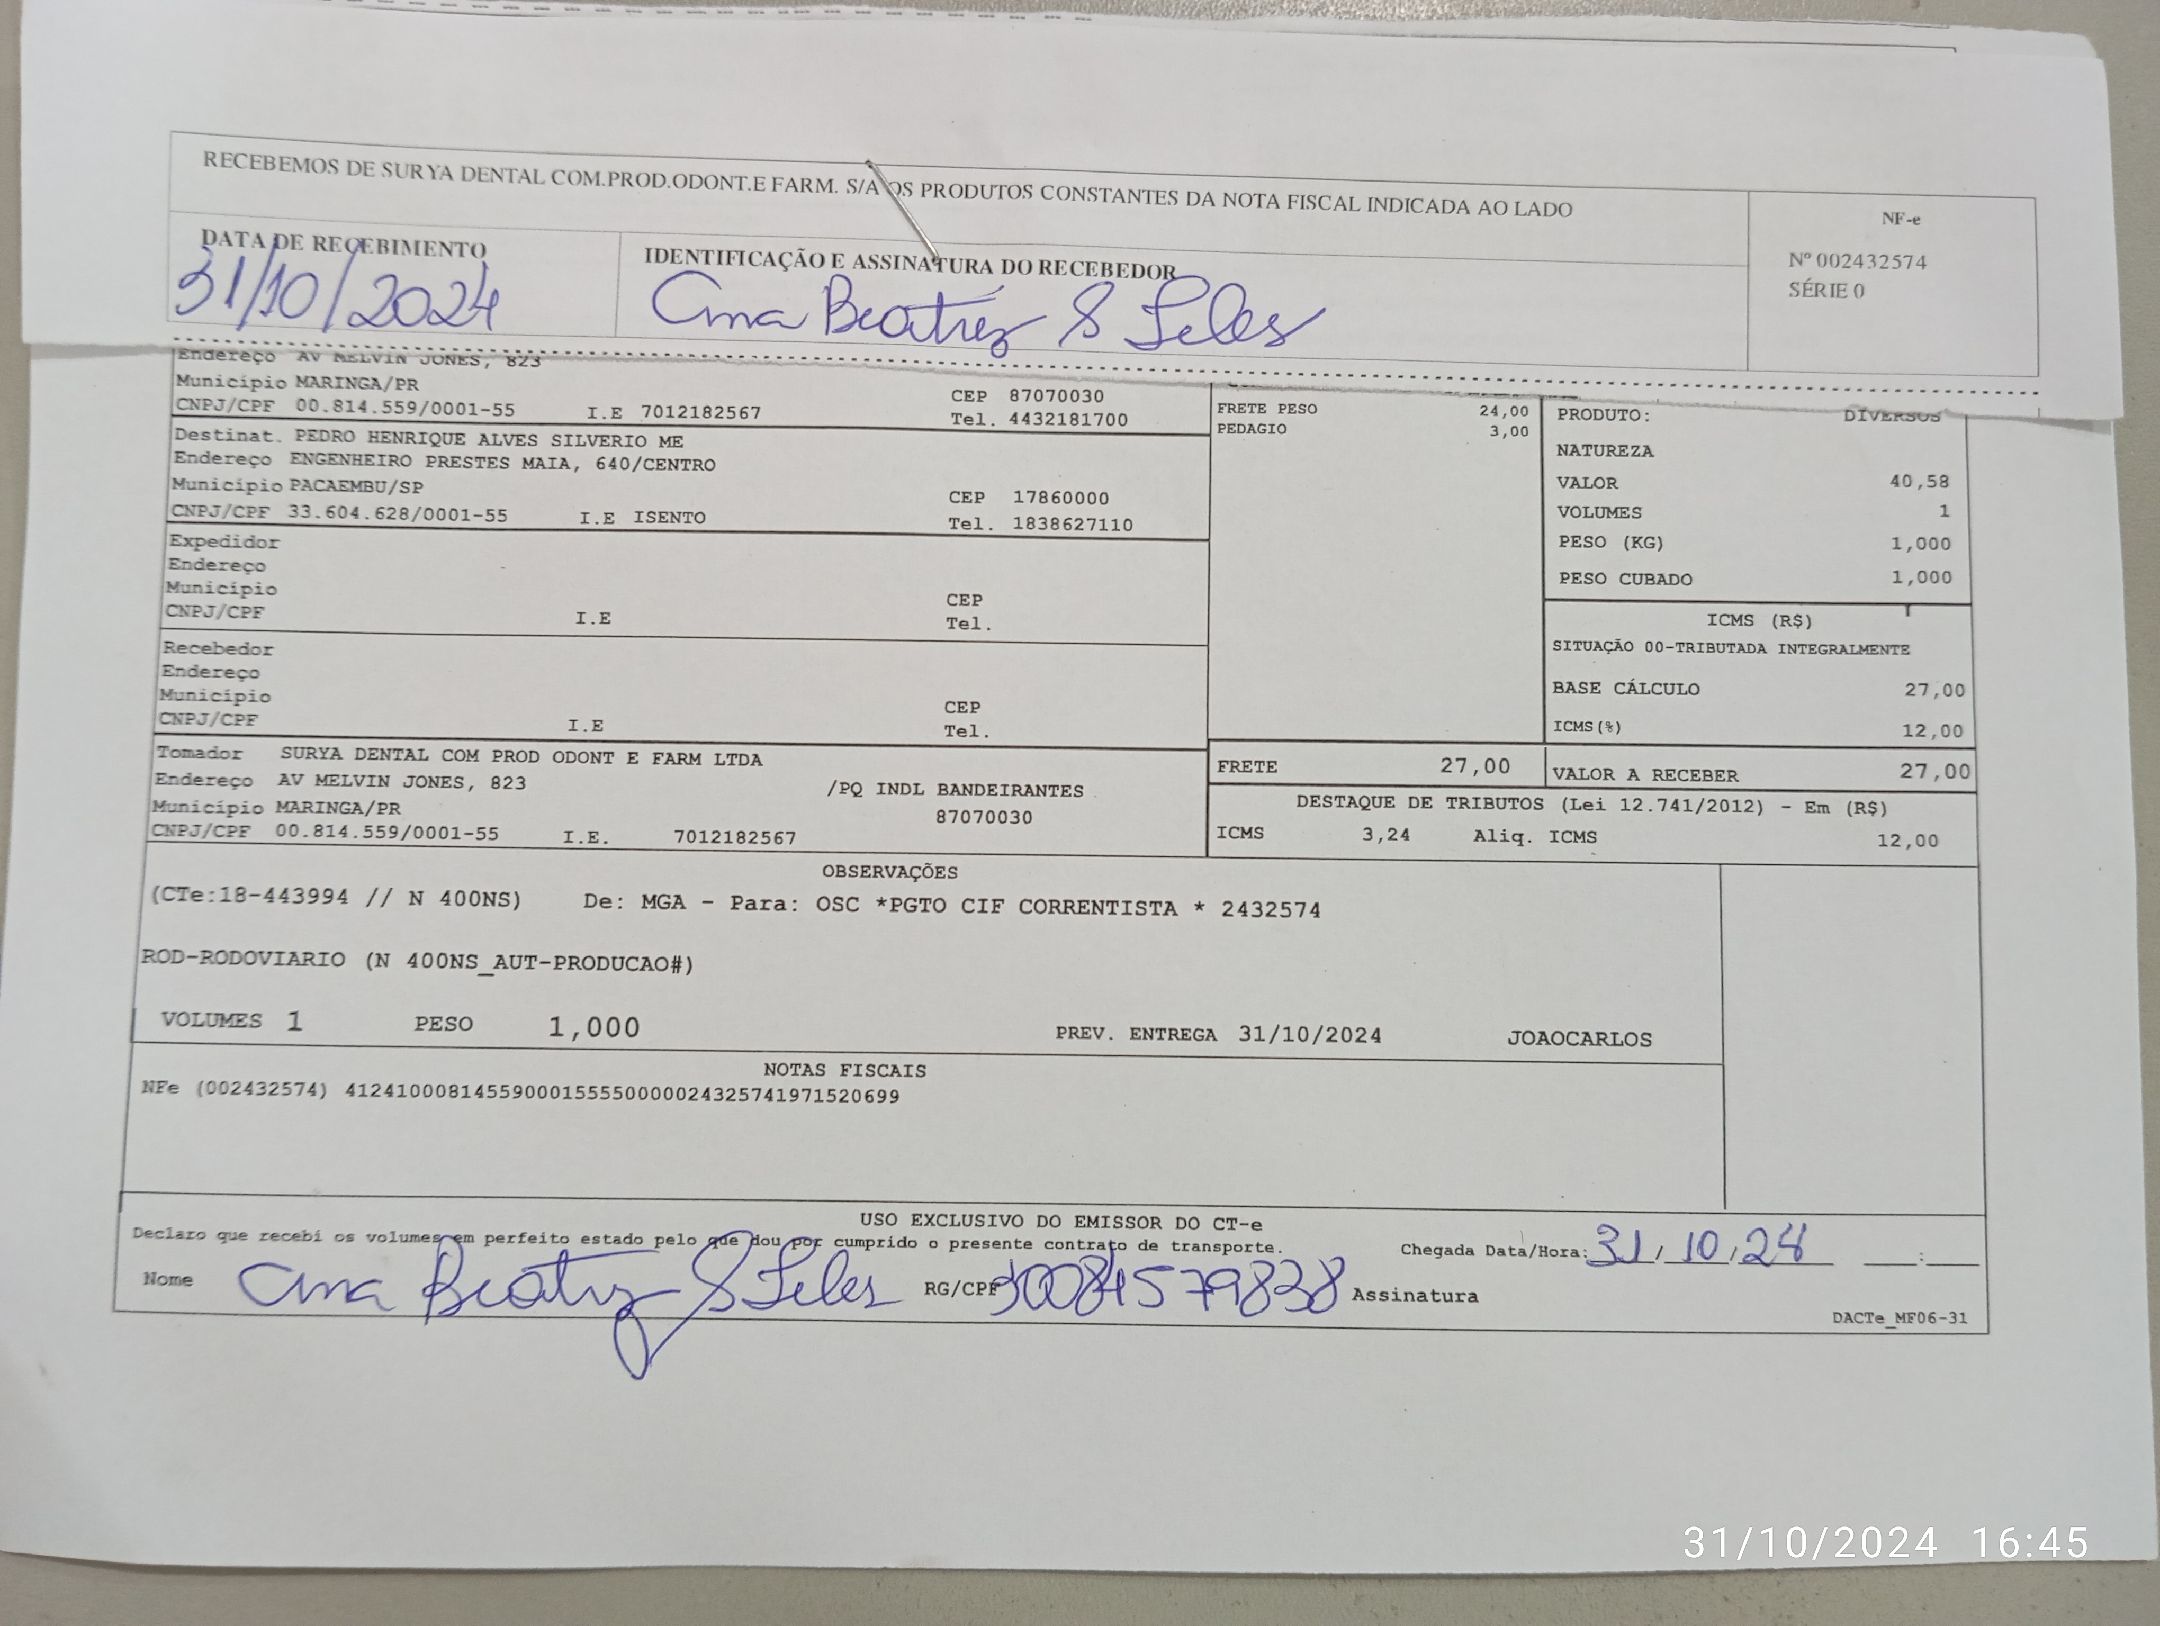 RECEBEMOS DE SURYA DENTAL COM.PROD.ODONT.E FARM. S/A OS PRODUTOS CONSTANTES DA NOTA FISCAL INDICADA AO LADO
NF-e
Nº 002432574
SÉRIE 0
DATA DE RECEBIMENTO
31/10/2024
IDENTIFICAÇÃO E ASSINATURA DO RECEBEDOR
Ana Beatriz S Teles
Endereço AV MELVIN JONES, 823
Município MARINGA/PR CEP 87070030
CNPJ/CPF 00.814.559/0001-55 I.E 7012182567 Tel. 4432181700
Destinat. PEDRO HENRIQUE ALVES SILVERIO ME
Endereço ENGENHEIRO PRESTES MAIA, 640/CENTRO
Município PACAEMBU/SP CEP 17860000
CNPJ/CPF 33.604.628/0001-55 I.E ISENTO Tel. 1838627110
Expedidor
Endereço
Município CEP
CNPJ/CPF I.E Tel.
Recebedor
Endereço
Município CEP
CNPJ/CPF I.E Tel.
Tomador SURYA DENTAL COM PROD ODONT E FARM LTDA
Endereço AV MELVIN JONES, 823 /PQ INDL BANDEIRANTES
Município MARINGA/PR 87070030
CNPJ/CPF 00.814.559/0001-55 I.E. 7012182567
FRETE PESO 24,00
PEDAGIO 3,00
PRODUTO: DIVERSOS
NATUREZA
VALOR 40,58
VOLUMES 1
PESO (KG) 1,000
PESO CUBADO 1,000
ICMS (R$)
SITUAÇÃO 00-TRIBUTADA INTEGRALMENTE
BASE CÁLCULO 27,00
ICMS(%) 12,00
FRETE 27,00 VALOR A RECEBER 27,00
DESTAQUE DE TRIBUTOS (Lei 12.741/2012) - Em (R$)
ICMS 3,24 Aliq. ICMS 12,00
OBSERVAÇÕES
(CTe:18-443994 // N 400NS) De: MGA - Para: OSC *PGTO CIF CORRENTISTA * 2432574
ROD-RODOVIARIO (N 400NS_AUT-PRODUCAO#)
VOLUMES 1 PESO 1,000 PREV. ENTREGA 31/10/2024 JOAOCARLOS
NOTAS FISCAIS
NFe (002432574) 41241000814559000155550000024325741971520699
USO EXCLUSIVO DO EMISSOR DO CT-e
Declaro que recebi os volumes em perfeito estado pelo que dou por cumprido o presente contrato de transporte. Chegada Data/Hora: 31/10/24 :
Nome Ana Beatriz S Teles RG/CPF 30084579838 Assinatura
DACTe_MF06-31
31/10/2024 16:45